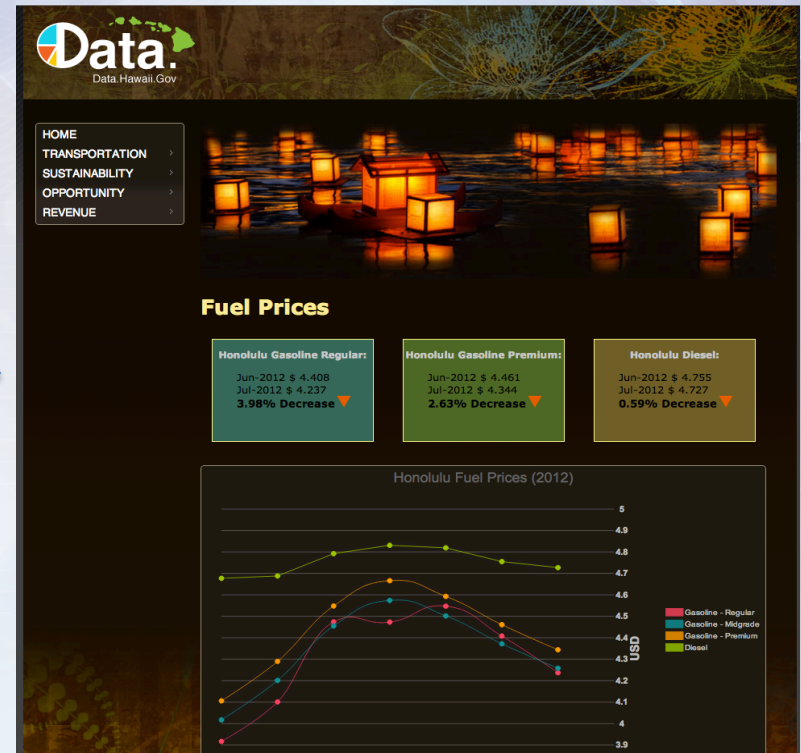 Data.
Data.Hawaii.Gov
HOME
TRANSPORTATION
SUSTAINABILITY
OPPORTUNITY
REVENUE
Fuel Prices
Honolulu Gasoline Regular:
Jun-2012 $ 4.408
Jul-2012 $ 4.237
3.98% Decrease
Honolulu Gasoline Premium:
Jun-2012 $ 4.461
Jul-2012 $ 4.344
2.63% Decrease
Honolulu Diesel:
Jun-2012 $ 4.755
Jul-2012 $ 4.727
0.59% Decrease
Honolulu Fuel Prices (2012)
5
4.9
4.8
4.7
4.6
4.5
4.4
4.3
4.2
4.1
4
3.9
USD
Gasoline - Regular
Gasoline - Midgrade
Gasoline - Premium
Diesel